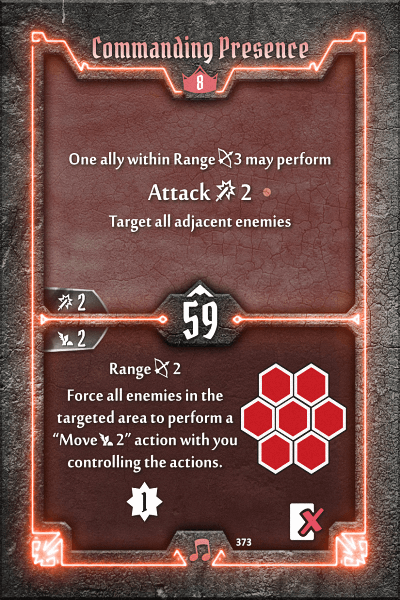 Commanding Presence
8
One ally within Range 3 may perform
Attack 2
Target all adjacent enemies
2
59
2
Range 2
Force all enemies in the
targeted area to perform a
“Move 2” action with you
controlling the actions.
1
373